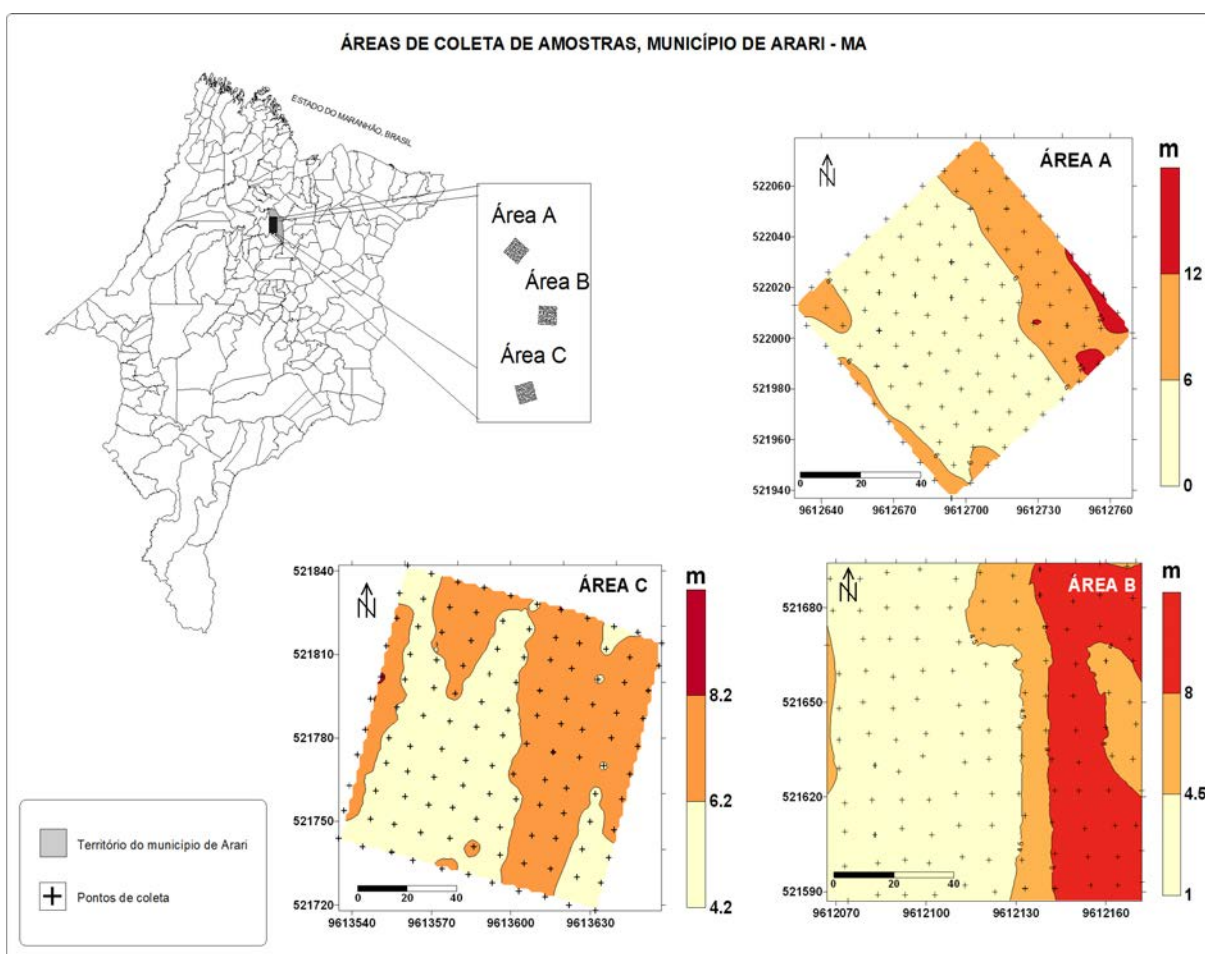 ÁREAS DE COLETA DE AMOSTRAS, MUNICÍPIO DE ARARI - MA
ESTADO DO MARANHÃO, BRASIL
Área A
Área B
Área C
ÁREA A
m
N
522060
522040
522020
522000
521980
521960
521940
9612640 9612670 9612700 9612730 9612760
0 20 40
12
6
0
ÁREA C
m
N
521840
521810
521780
521750
521720
9613540 9613570 9613600 9613630
0 20 40
8.2
6.2
4.2
ÁREA B
m
N
521680
521650
521620
521590
9612070 9612100 9612130 9612160
0 20 40
8
4.5
1
Território do município de Arari
Pontos de coleta